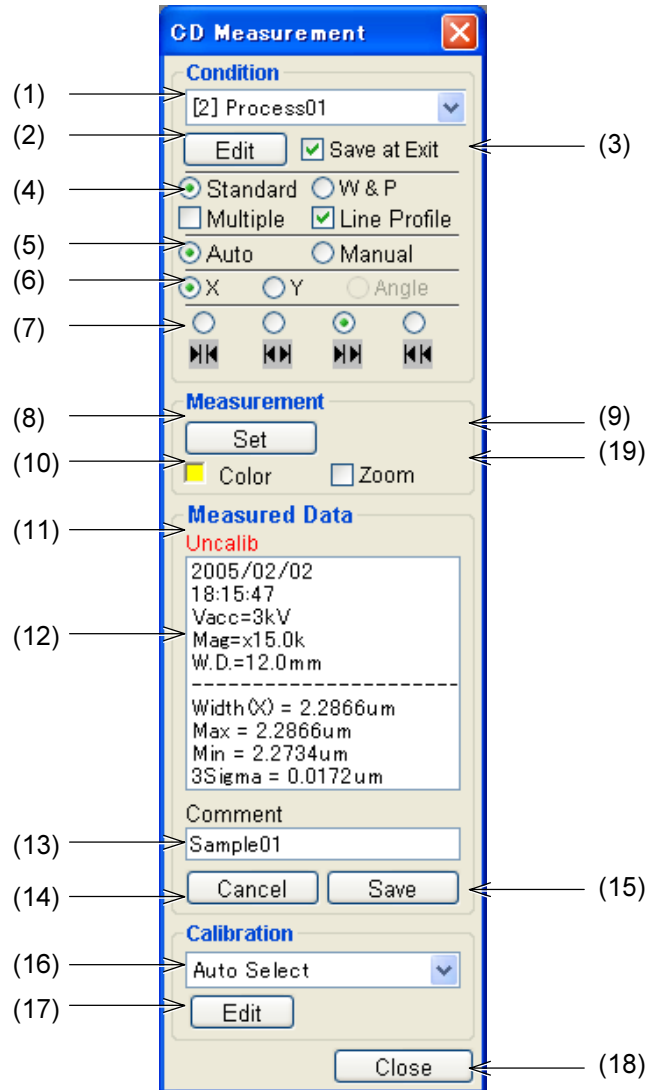 CD Measurement
Condition
(1)
[2] Process01
(2)
Edit
Save at Exit
(3)
(4)
Standard W & P
Multiple Line Profile
(5)
Auto Manual
(6)
X Y Angle
(7)
Measurement
(8)
(9)
Set
(10)
(19)
Color Zoom
Measured Data
(11)
Uncalib
2005/02/02
18:15:47
Vacc=3kV
(12)
Mag=x15.0k
W.D.=12.0mm
-----------------------
Width(X) = 2.2866um
Max = 2.2866um
Min = 2.2734um
3Sigma = 0.0172um
Comment
(13)
Sample01
(14)
Cancel Save
(15)
Calibration
(16)
Auto Select
(17)
Edit
Close
(18)